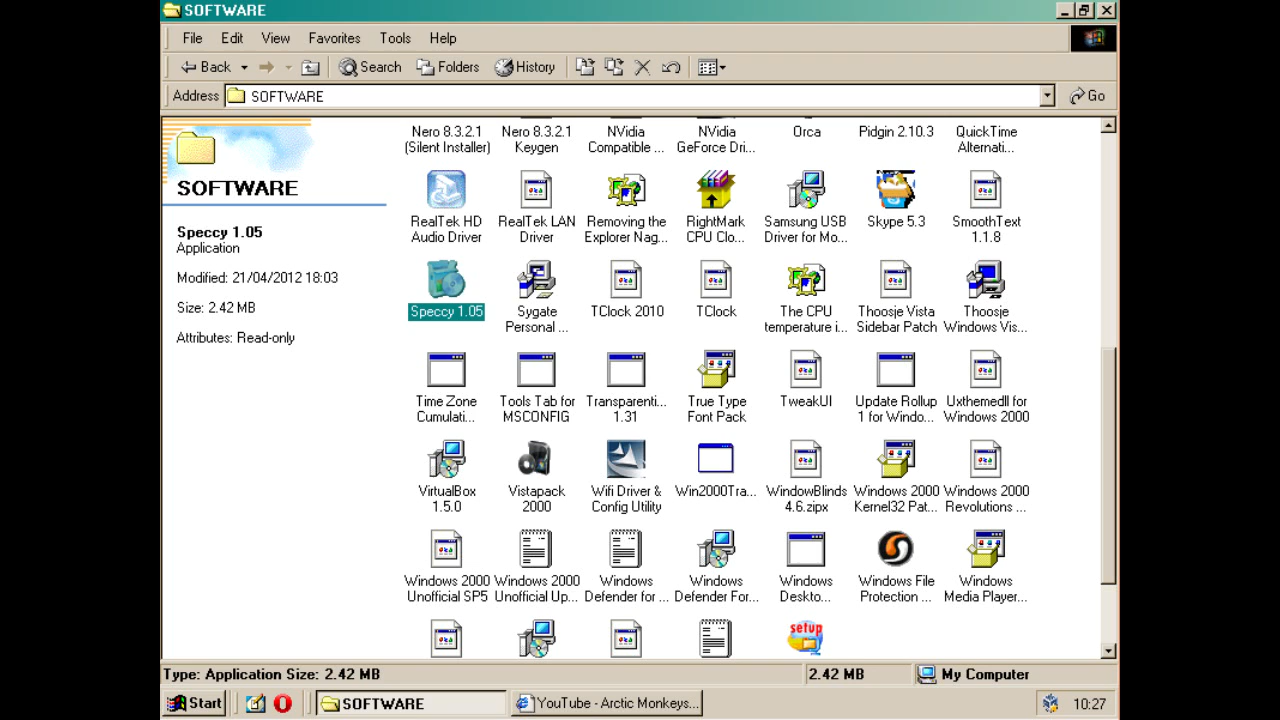 SOFTWARE
File Edit View Favorites Tools Help
Back Search Folders History
Address SOFTWARE Go
SOFTWARE
Speccy 1.05
Application
Modified: 21/04/2012 18:03
Size: 2.42 MB
Attributes: Read-only
Nero 8.3.2.1 Nero 8.3.2.1 NVidia NVidia Orca Pidgin 2.10.3 QuickTime
(Silent Installer) Keygen Compatible ... GeForce Dri... Alternati...
RealTek HD RealTek LAN Removing the RightMark Samsung USB Skype 5.3 SmoothText
Audio Driver Driver Explorer Nag... CPU Clo... Driver for Mo... 1.1.8
Speccy 1.05 Sygate TClock 2010 TClock The CPU Thoosje Vista Thoosje
Personal ... temperature i... Sidebar Patch Windows Vis...
Time Zone Tools Tab for Transparenti... True Type TweakUI Update Rollup Uxthemedll for
Cumulati... MSCONFIG 1.31 Font Pack 1 for Windo... Windows 2000
VirtualBox Vistapack Wifi Driver & Win2000Tra... WindowBlinds Windows 2000 Windows 2000
1.5.0 2000 Config Utility 4.6.zipx Kernel32 Pat... Revolutions ...
Windows 2000 Windows 2000 Windows Windows Windows Windows File Windows
Unofficial SP5 Unofficial Up... Defender for ... Defender For... Deskto... Protection ... Media Player...
setup
Type: Application Size: 2.42 MB 2.42 MB My Computer
Start SOFTWARE YouTube - Arctic Monkeys... 10:27